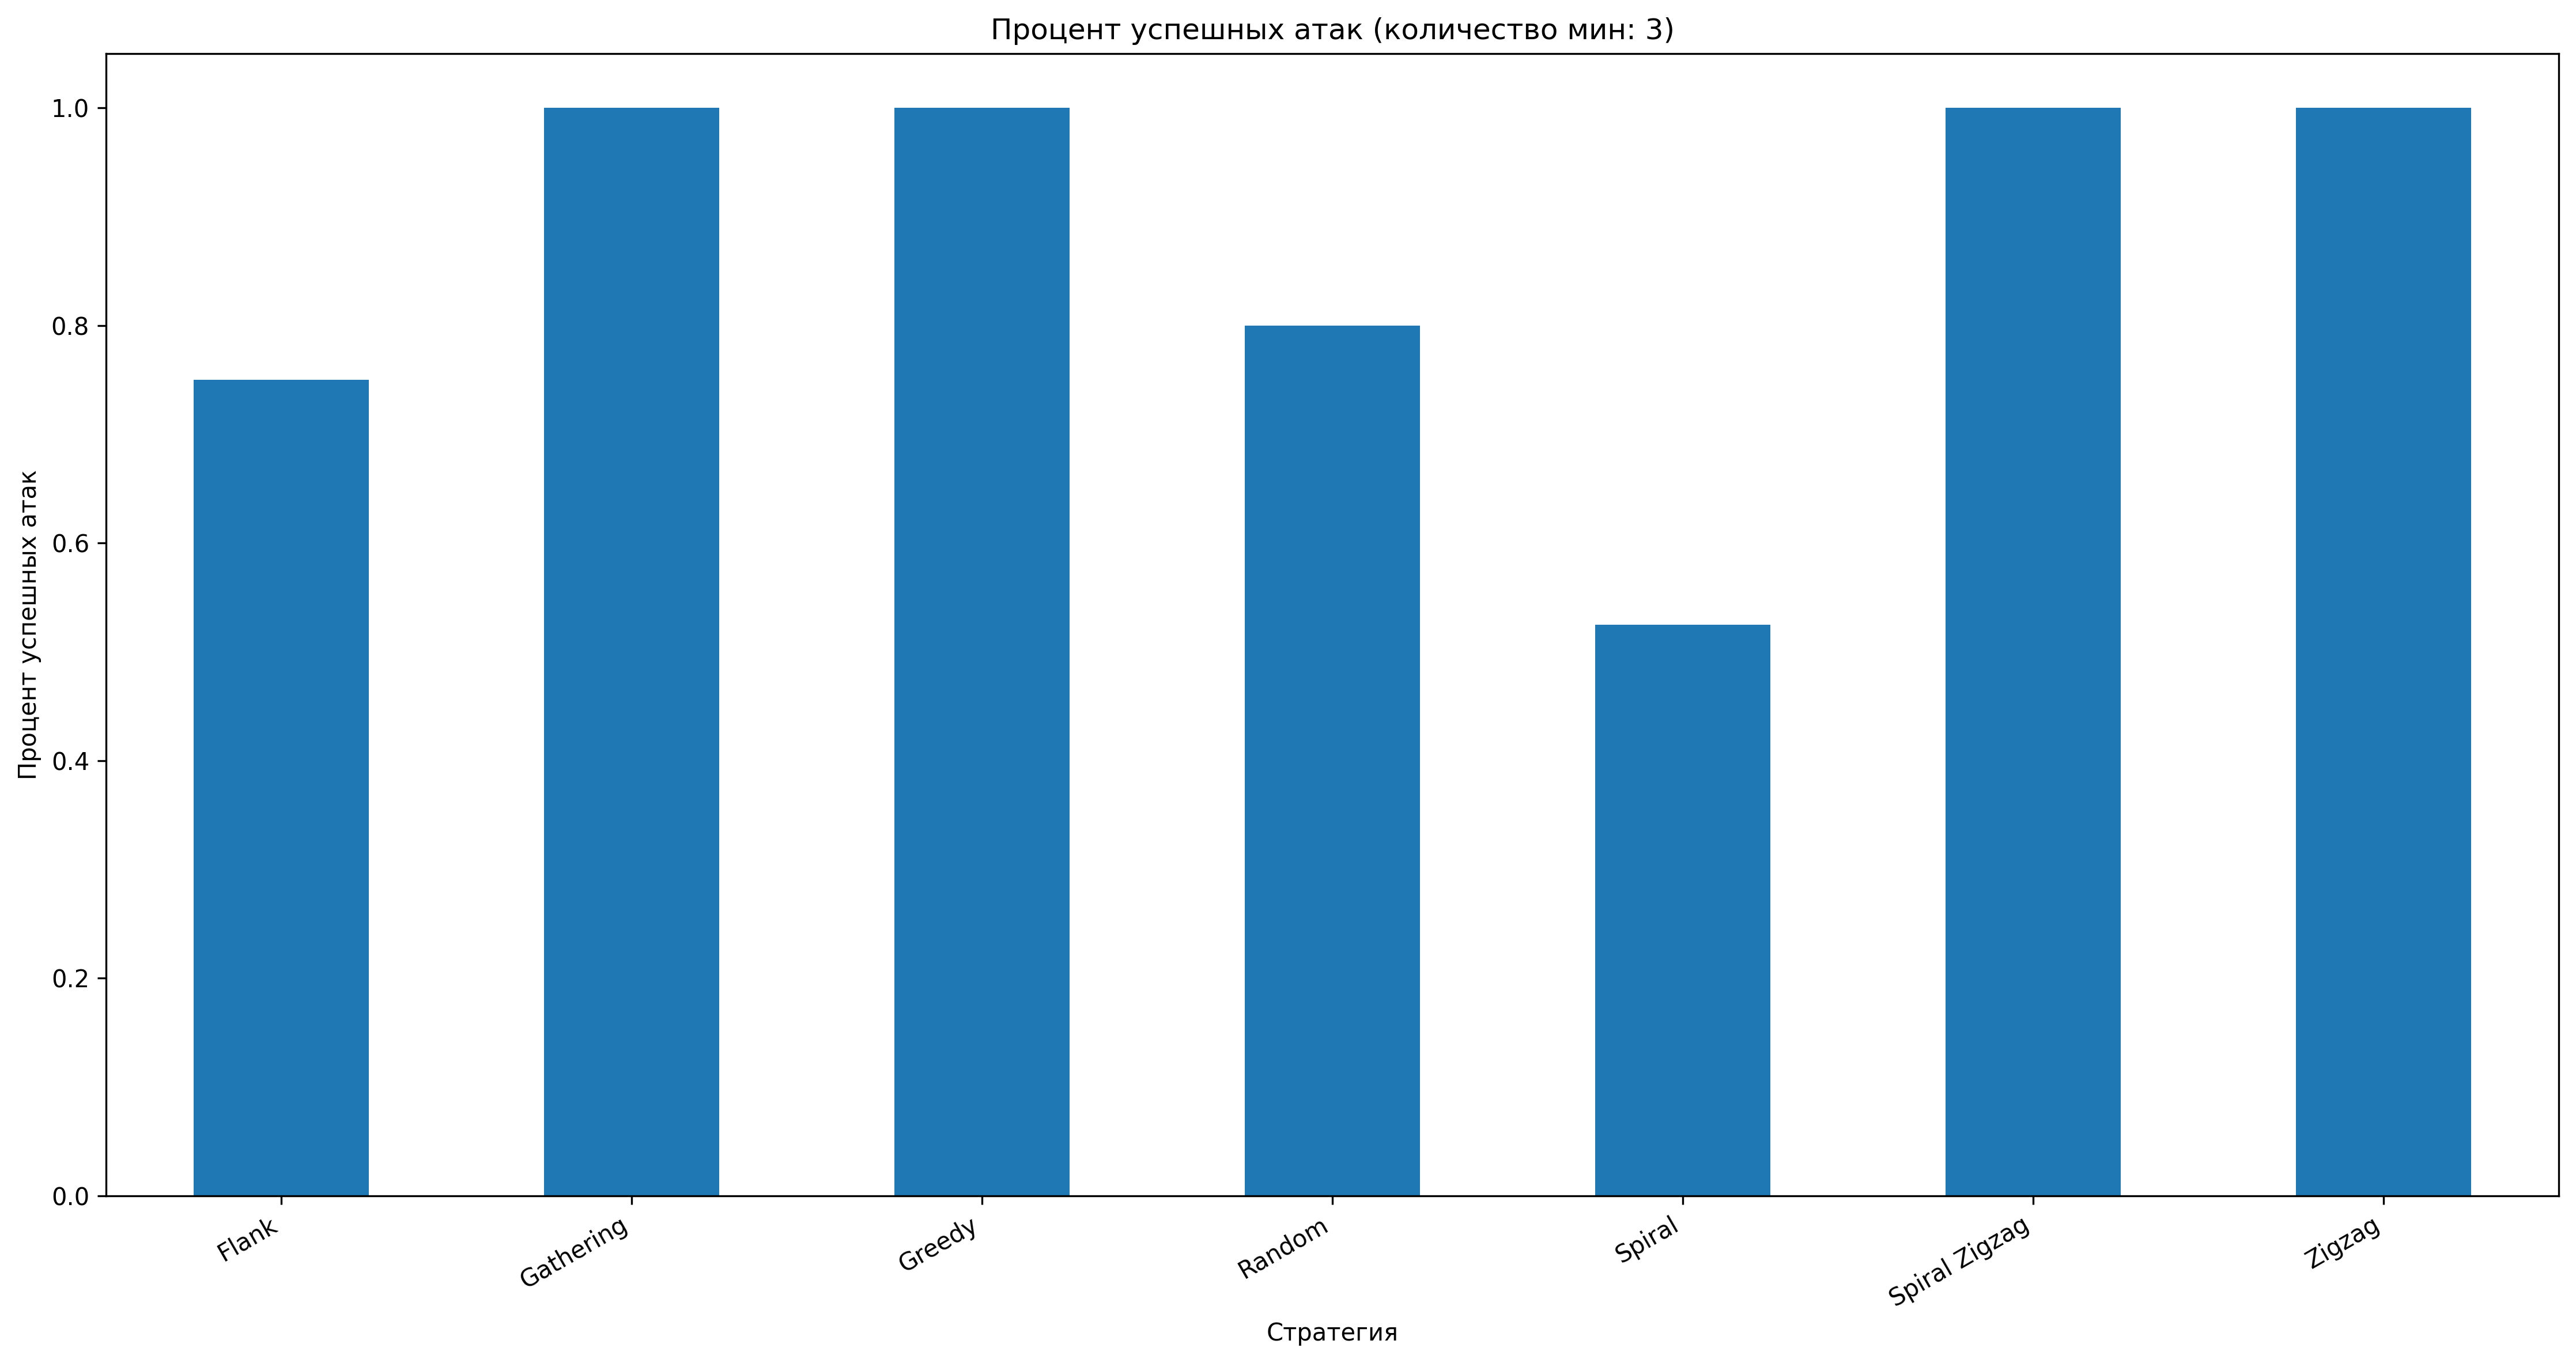 Процент успешных атак (количество мин: 3)
Процент успешных атак
1.0
0.8
0.6
0.4
0.2
0.0
Flank
Gathering
Greedy
Random
Spiral
Spiral Zigzag
Zigzag
Стратегия